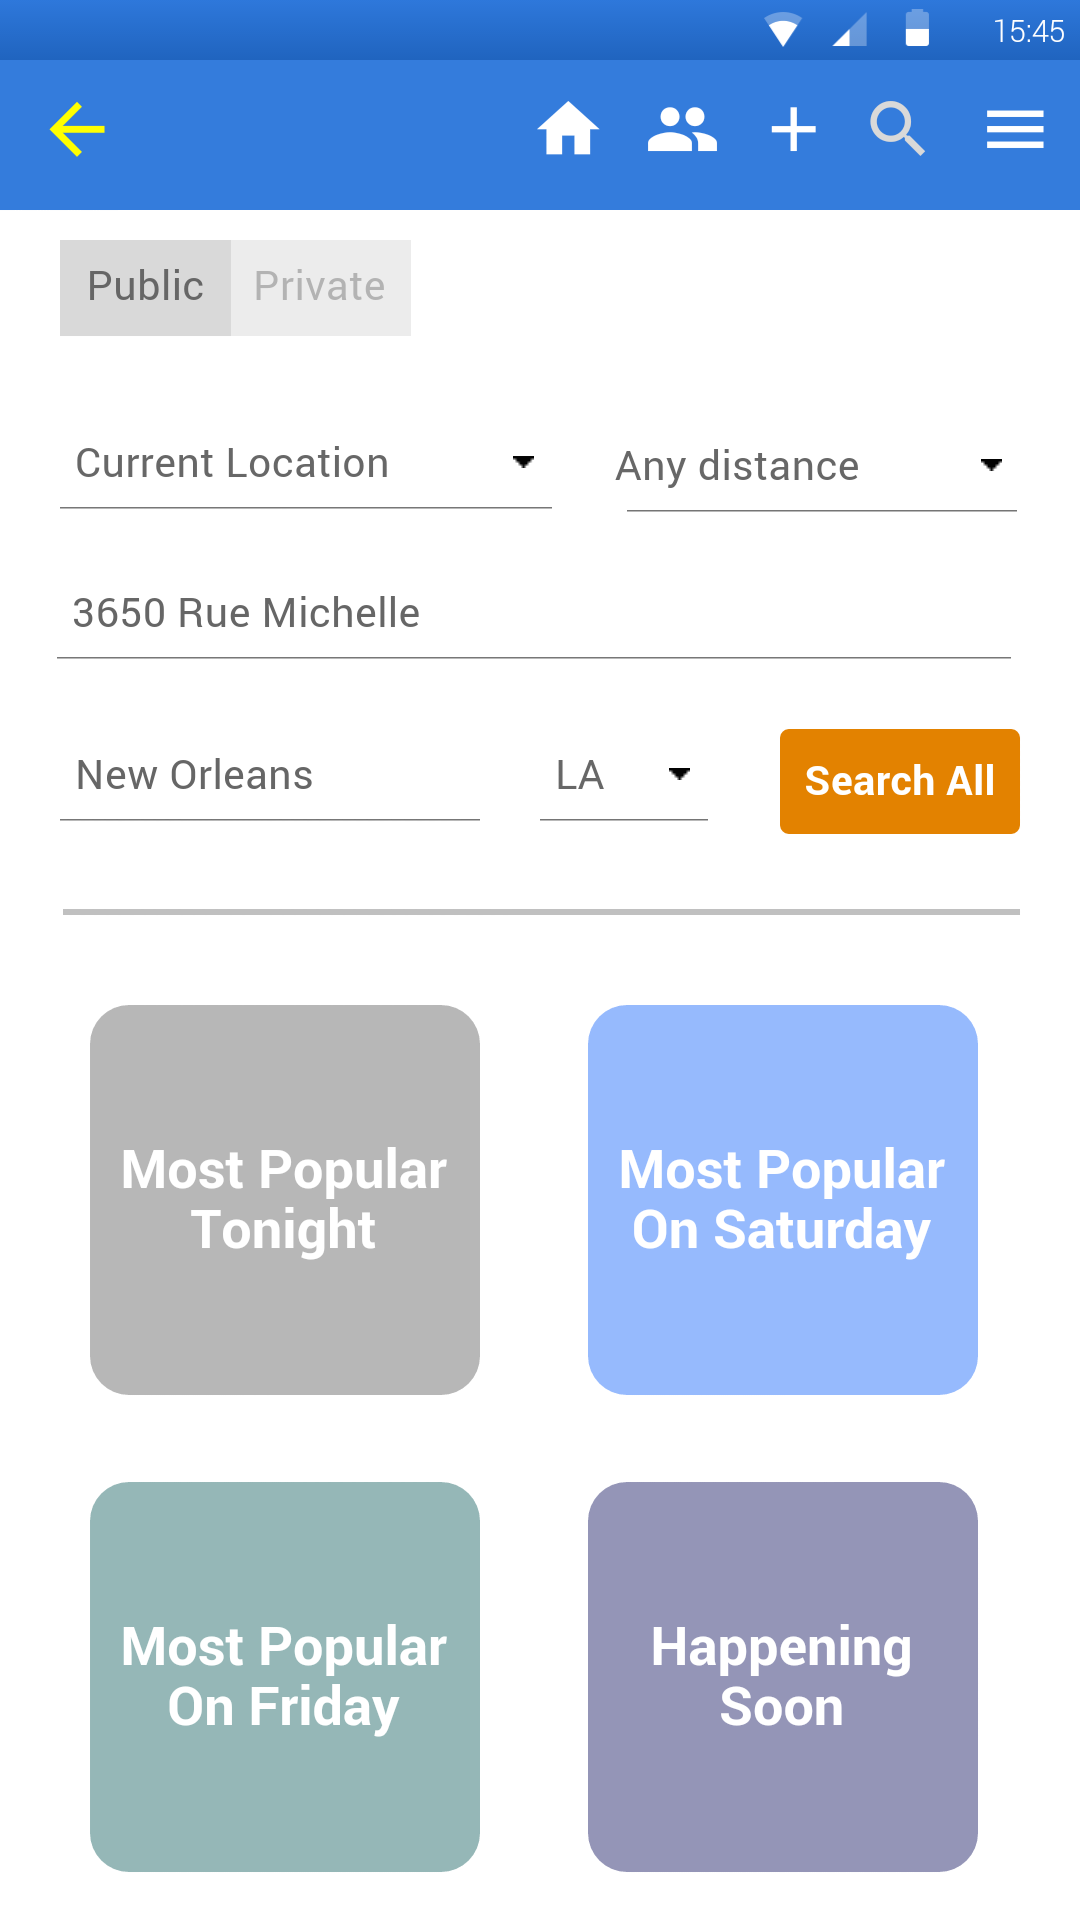 15:45
Public Private
Current Location Any distance
3650 Rue Michelle
New Orleans LA Search All
Most Popular
Tonight
Most Popular
On Saturday
Most Popular
On Friday
Happening
Soon